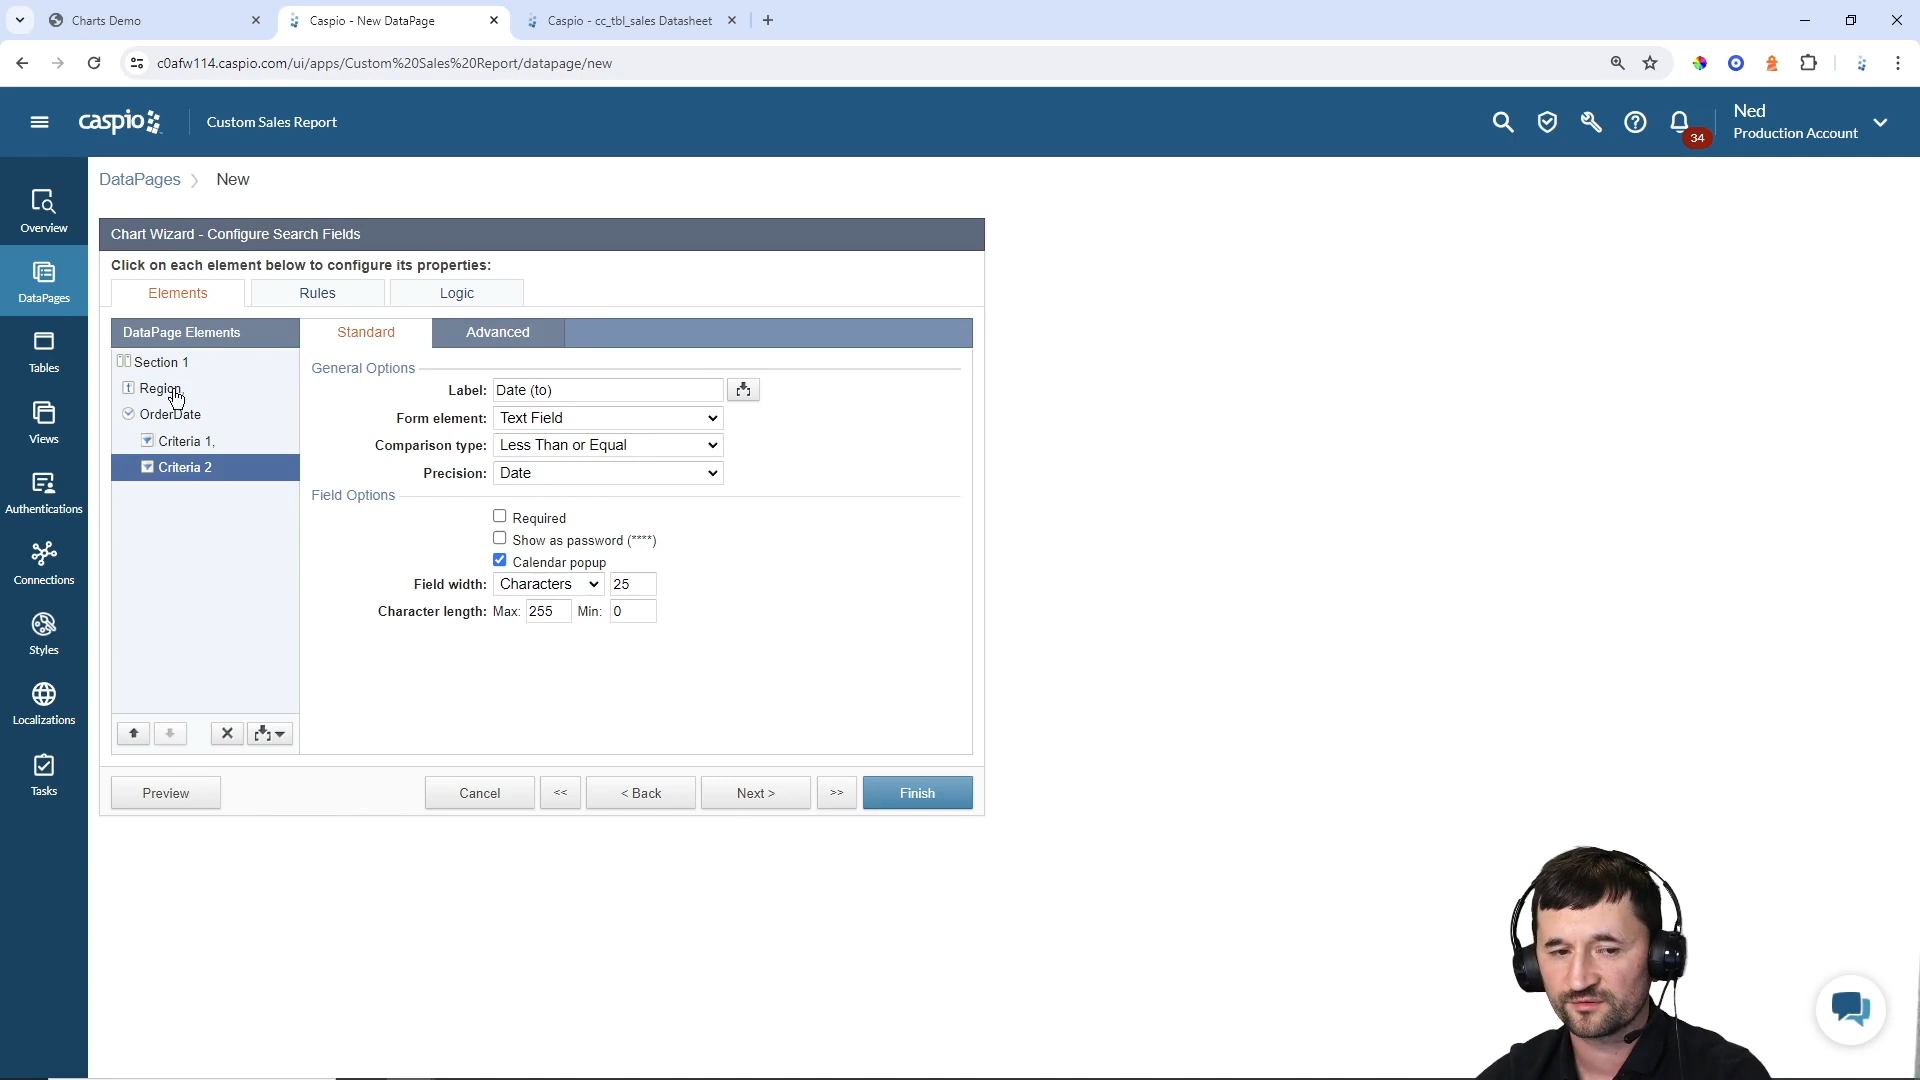 Charts Demo
Caspio - New DataPage
Caspio - cc_tbl_sales Datasheet
c0afw114.caspio.com/ui/apps/Custom%20Sales%20Report/datapage/new
caspio
Custom Sales Report
34
Ned
Production Account
Overview
DataPages
Tables
Views
Authentications
Connections
Styles
Localizations
Tasks
DataPages
New
Chart Wizard - Configure Search Fields
Click on each element below to configure its properties:
Elements
Rules
Logic
DataPage Elements
Standard
Advanced
Section 1
Region,
OrderDate
Criteria 1,
Criteria 2
General Options
Label: Date (to)
Form element: Text Field
Comparison type: Less Than or Equal
Precision: Date
Field Options
Required
Show as password (****)
Calendar popup
Field width: Characters 25
Character length: Max: 255 Min: 0
Preview
Cancel
<<
< Back
Next >
>>
Finish